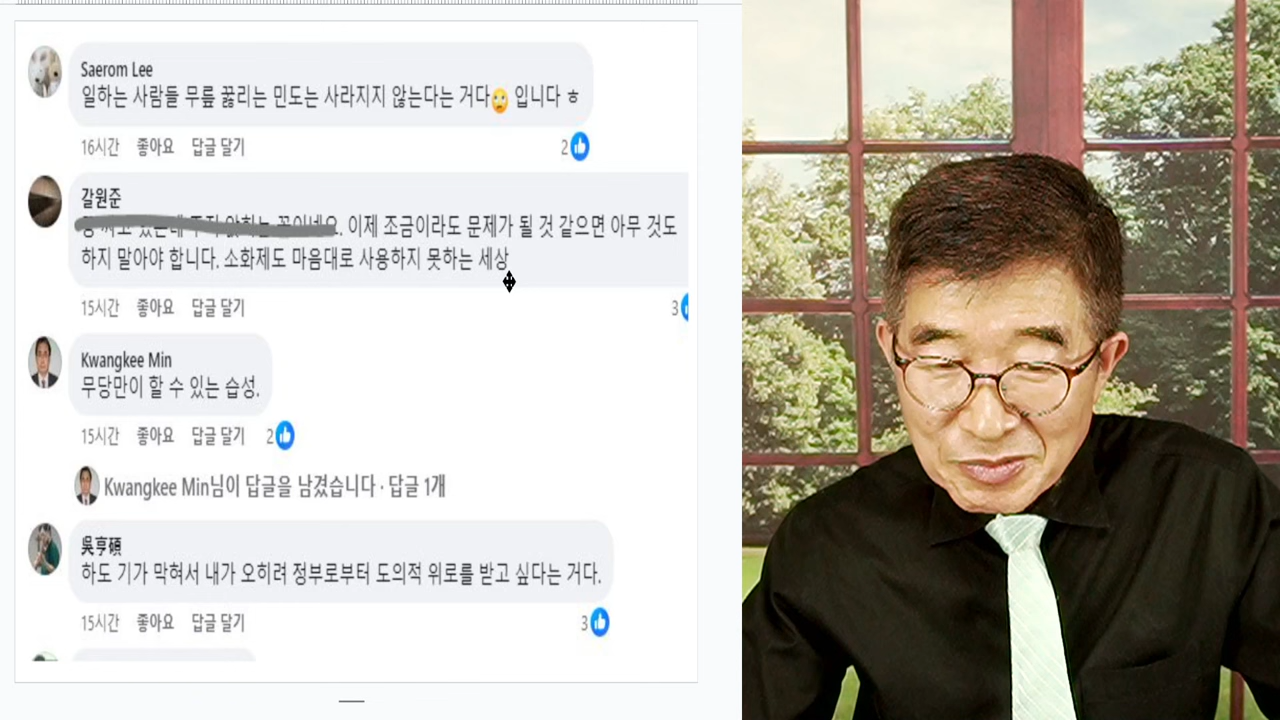 Saerom Lee
일하는 사람들 무릎 꿇리는 민도는 사라지지 않는다는 거다🙄 입니다 ㅎ
16시간 좋아요 답글 달기 2
갈원준
이제 조금이라도 문제가 될 것 같으면 아무 것도
하지 말아야 합니다. 소화제도 마음대로 사용하지 못하는 세상
15시간 좋아요 답글 달기 3
Kwangkee Min
무당만이 할 수 있는 습성.
15시간 좋아요 답글 달기 2
Kwangkee Min님이 답글을 남겼습니다 · 답글 1개
吳亨碩
하도 기가 막혀서 내가 오히려 정부로부터 도의적 위로를 받고 싶다는 거다.
15시간 좋아요 답글 달기 3